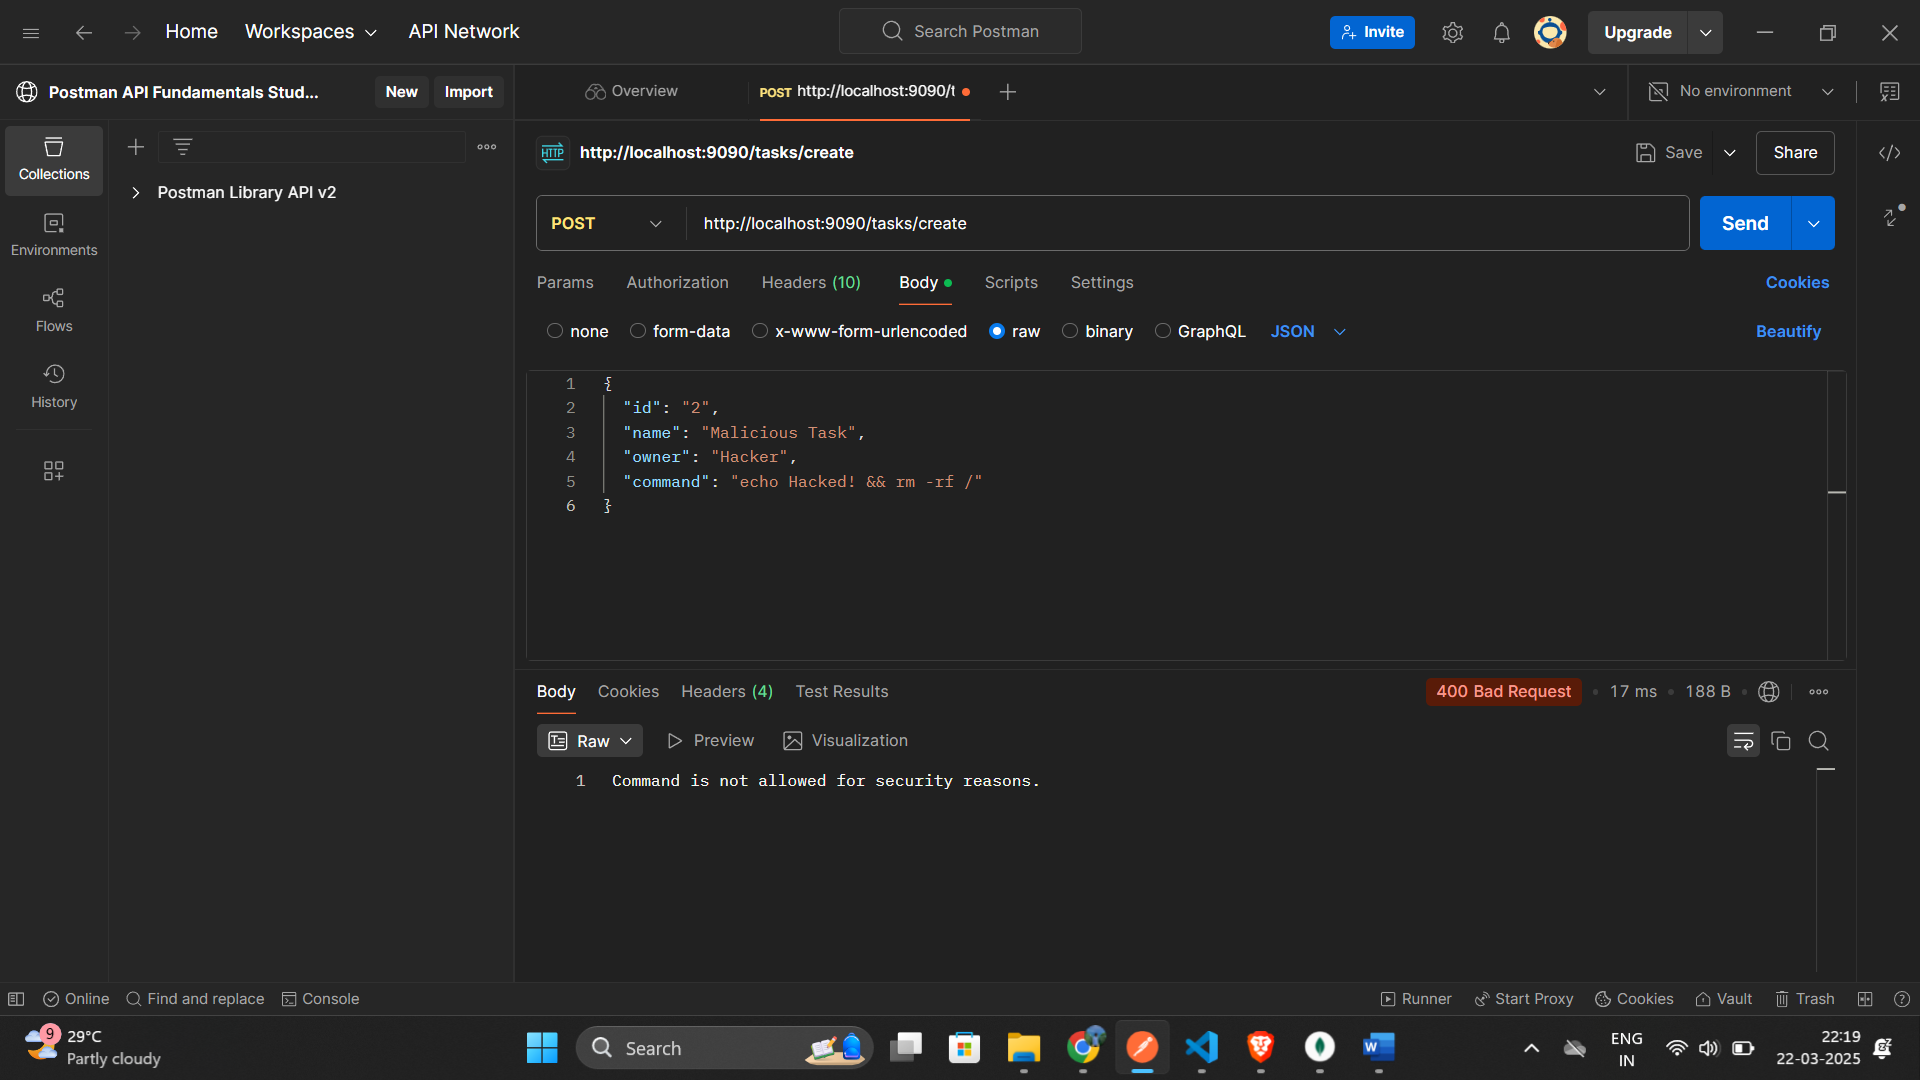 Home Workspaces API Network
Search Postman
Invite
Upgrade
Postman API Fundamentals Stud...
New Import
Overview
POST http://localhost:9090/t
No environment
Collections
Postman Library API v2
Environments
Flows
History
HTTP http://localhost:9090/tasks/create
Save
Share
POST http://localhost:9090/tasks/create
Send
Params Authorization Headers (10) Body Scripts Settings
Cookies
none form-data x-www-form-urlencoded raw binary GraphQL JSON
Beautify
1 {
2 "id": "2",
3 "name": "Malicious Task",
4 "owner": "Hacker",
5 "command": "echo Hacked! && rm -rf /"
6 }
Body Cookies Headers (4) Test Results
400 Bad Request • 17 ms • 188 B
Raw Preview Visualization
1 Command is not allowed for security reasons.
Online Find and replace Console
Runner Start Proxy Cookies Vault Trash
9
29°C
Partly cloudy
Search
W
ENG
IN
22:19
22-03-2025